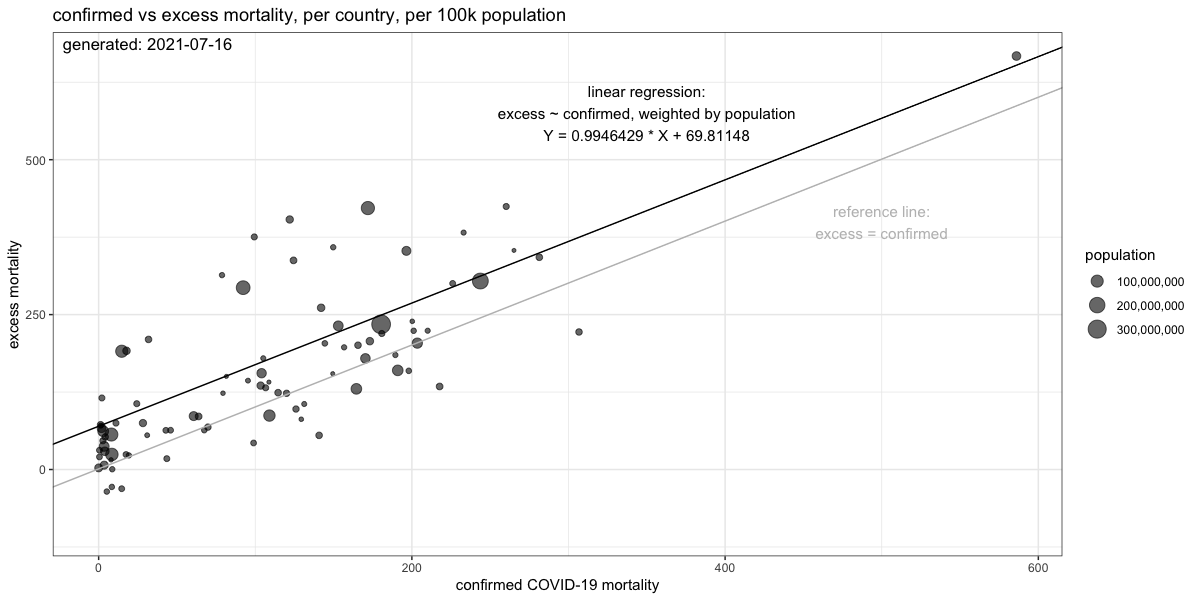 confirmed vs excess mortality, per country, per 100k population
generated: 2021-07-16
linear regression:
excess ~ confirmed, weighted by population
Y = 0.9946429 * X + 69.81148
reference line:
excess = confirmed
500
250
0
excess mortality
0
200
400
600
confirmed COVID-19 mortality
population
100,000,000
200,000,000
300,000,000